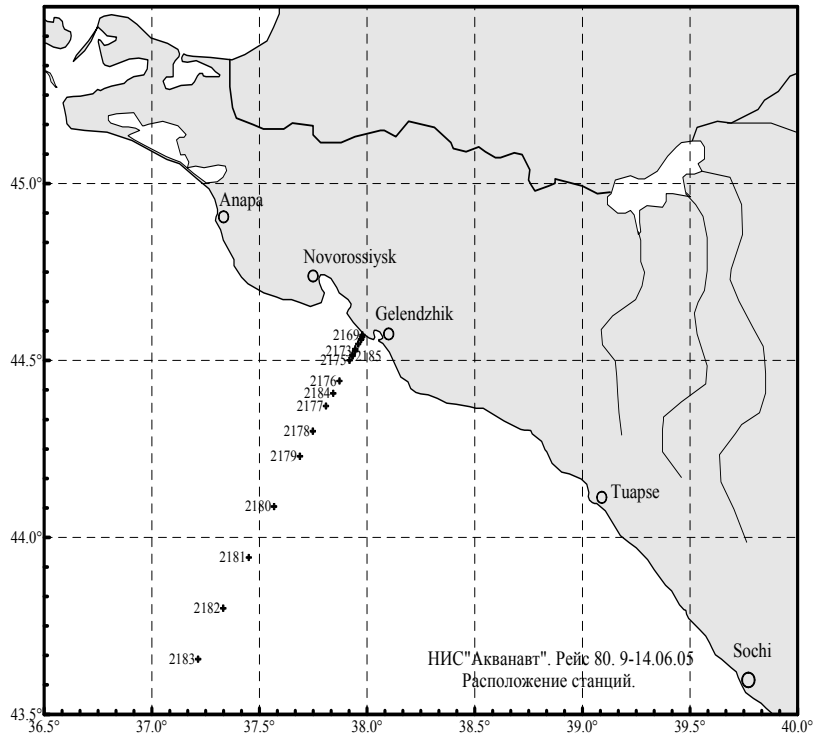 45.0°
Anapa
Novorossiysk
Gelendzhik
2169
2173
2185
2175
44.5°
2176
2184
2177
2178
2179
Tuapse
2180
44.0°
2181
2182
2183
НИС"Акванавт". Рейс 80. 9-14.06.05
Расположение станций.
Sochi
43.5°
36.5° 37.0° 37.5° 38.0° 38.5° 39.0° 39.5° 40.0°